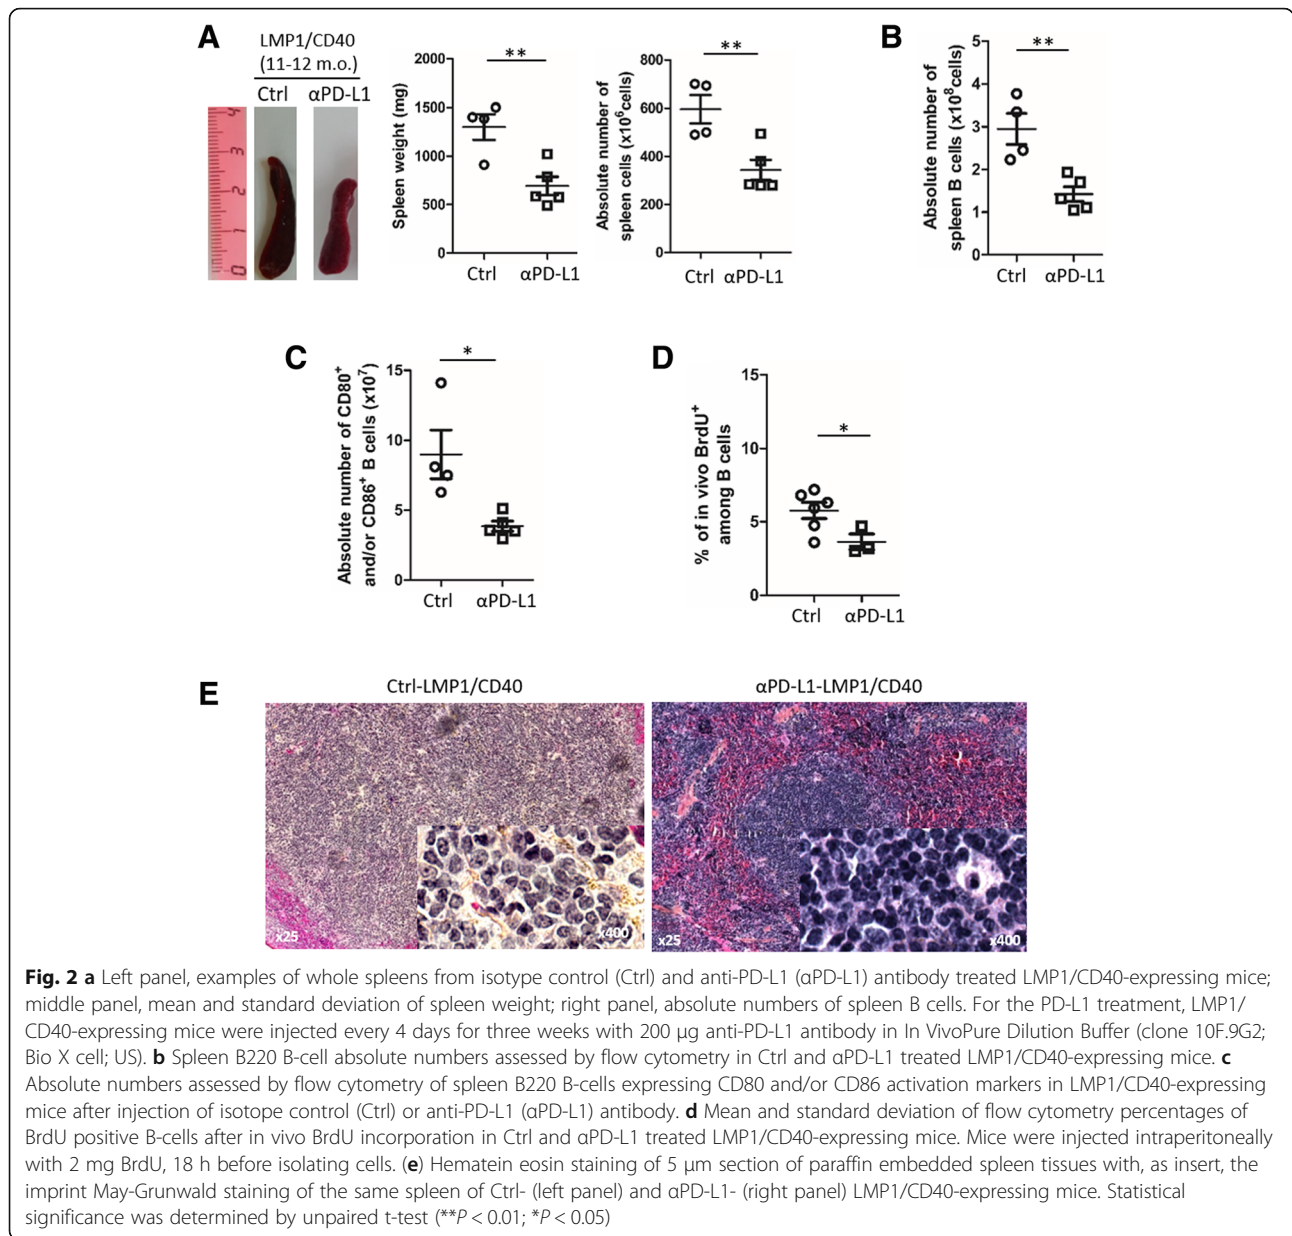 A
LMP1/CD40
(11-12 m.o.)
Ctrl αPD-L1
4
3
2
1
0
Spleen weight (mg)
2000
1500
1000
500
0
**
Ctrl αPD-L1
Absolute number of
spleen cells (x10⁶cells)
800
600
400
200
0
**
Ctrl αPD-L1
B
Absolute number of
spleen B cells (x10⁸cells)
5
4
3
2
1
0
**
Ctrl αPD-L1
C
Absolute number of CD80⁺
and/or CD86⁺ B cells (x10⁷)
15
10
5
0
*
Ctrl αPD-L1
D
% of in vivo BrdU⁺
among B cells
15
10
5
0
*
Ctrl αPD-L1
E
Ctrl-LMP1/CD40
αPD-L1-LMP1/CD40
x25
x400
x25
x400
Fig. 2 a Left panel, examples of whole spleens from isotype control (Ctrl) and anti-PD-L1 (αPD-L1) antibody treated LMP1/CD40-expressing mice;
middle panel, mean and standard deviation of spleen weight; right panel, absolute numbers of spleen B cells. For the PD-L1 treatment, LMP1/
CD40-expressing mice were injected every 4 days for three weeks with 200 μg anti-PD-L1 antibody in In VivoPure Dilution Buffer (clone 10F.9G2;
Bio X cell; US). b Spleen B220 B-cell absolute numbers assessed by flow cytometry in Ctrl and αPD-L1 treated LMP1/CD40-expressing mice. c
Absolute numbers assessed by flow cytometry of spleen B220 B-cells expressing CD80 and/or CD86 activation markers in LMP1/CD40-expressing
mice after injection of isotope control (Ctrl) or anti-PD-L1 (αPD-L1) antibody. d Mean and standard deviation of flow cytometry percentages of
BrdU positive B-cells after in vivo BrdU incorporation in Ctrl and αPD-L1 treated LMP1/CD40-expressing mice. Mice were injected intraperitoneally
with 2 mg BrdU, 18 h before isolating cells. (e) Hematein eosin staining of 5 μm section of paraffin embedded spleen tissues with, as insert, the
imprint May-Grunwald staining of the same spleen of Ctrl- (left panel) and αPD-L1- (right panel) LMP1/CD40-expressing mice. Statistical
significance was determined by unpaired t-test (**P < 0.01; *P < 0.05)